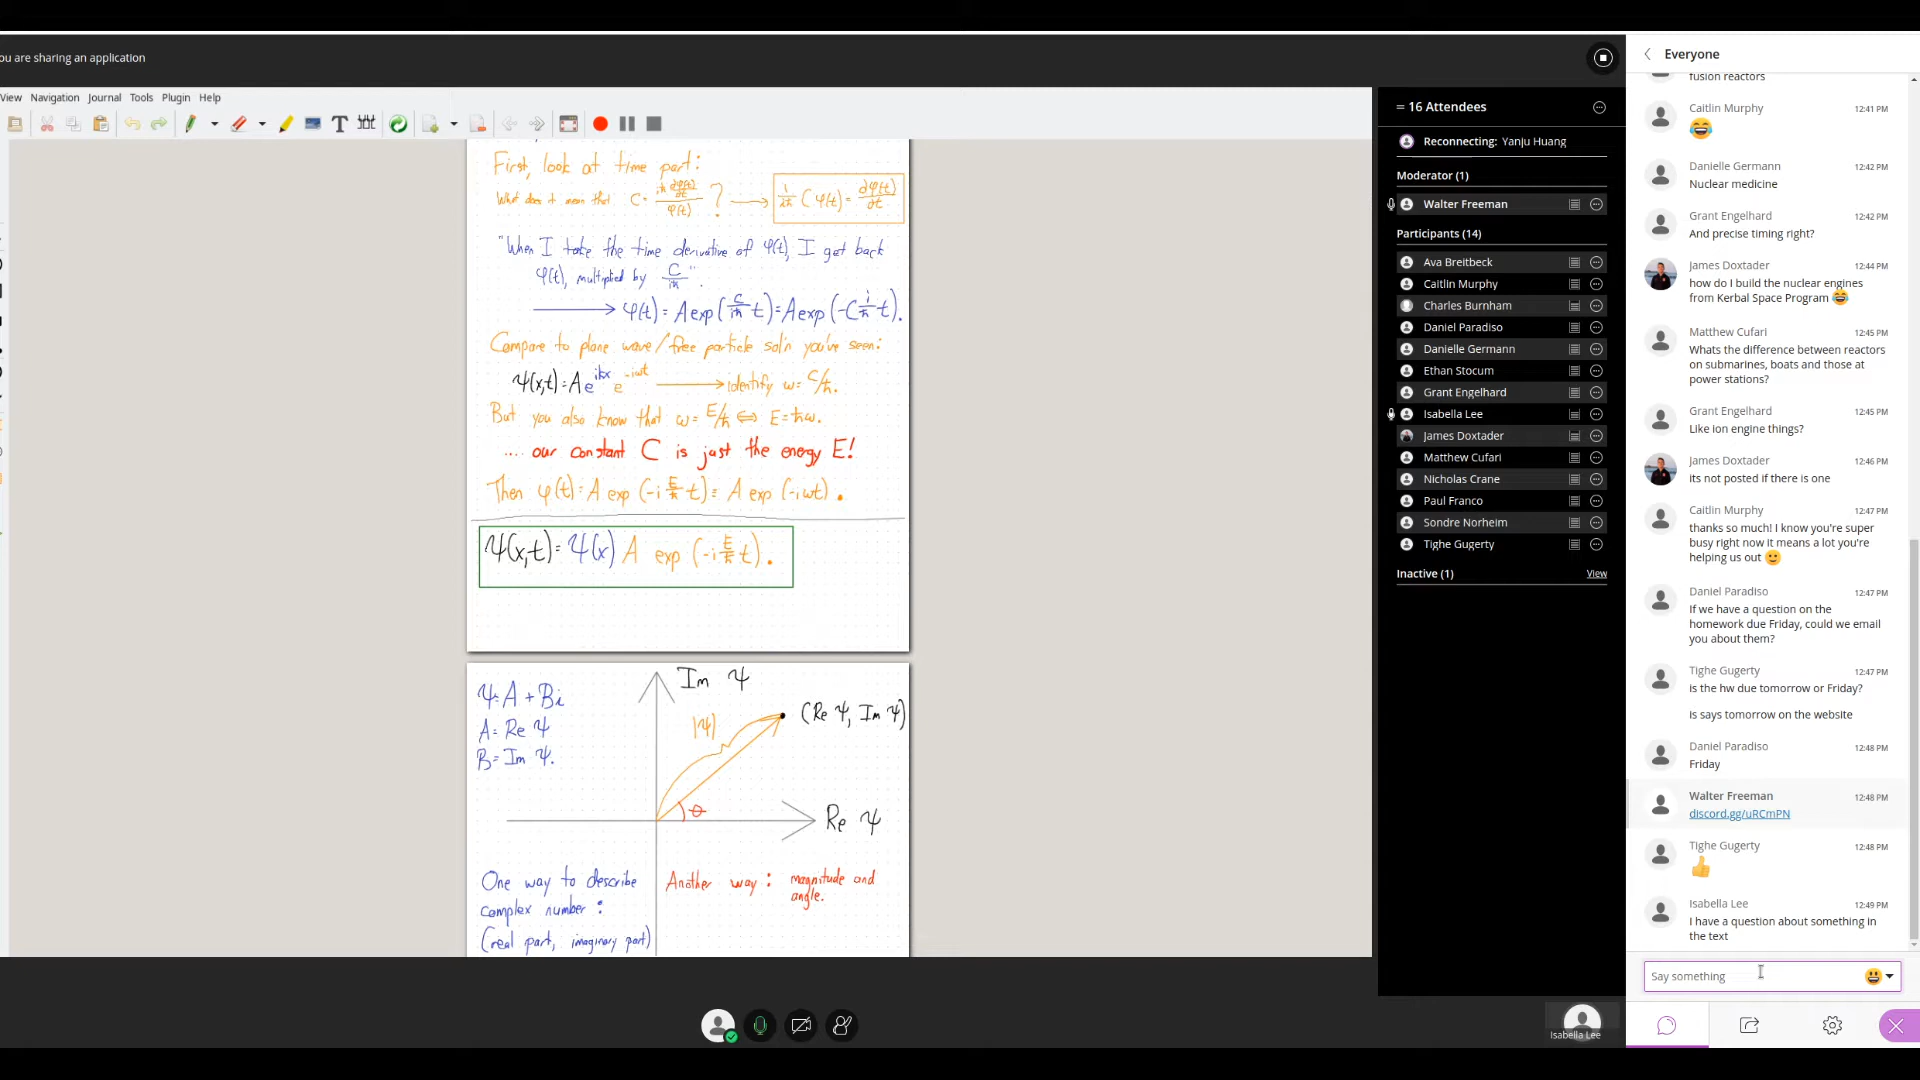 ou are sharing an application
View Navigation Journal Tools Plugin Help
First, look at time part:
What does it mean that C = iħ ∂φ(t)/∂t / φ(t) ? → 1/iħ C φ(t) = ∂φ(t)/∂t
"When I take the time derivative of φ(t), I get back
φ(t), multiplied by C/iħ".
→ φ(t) = A exp(C/iħ t) = A exp(-C i/ħ t).
Compare to plane wave/free particle sol'n you've seen:
Ψ(x,t) = A e^ikx e^-iωt → identify ω = C/ħ.
But you also know that ω = E/ħ ⇔ E = ħω.
.... our constant C is just the energy E!
Then φ(t) = A exp(-i E/ħ t) = A exp(-iωt).
Ψ(x,t) = Ψ(x) A exp(-i E/ħ t).
Im Ψ
Ψ = A + Bi
A = Re Ψ
B = Im Ψ.
|Ψ|
(Re Ψ, Im Ψ)
θ
Re Ψ
One way to describe
complex number:
(real part, imaginary part)
Another way: magnitude and
angle.
16 Attendees
Reconnecting: Yanju Huang
Moderator (1)
Walter Freeman
Participants (14)
Ava Breitbeck
Caitlin Murphy
Charles Burnham
Daniel Paradiso
Danielle Germann
Ethan Stocum
Grant Engelhard
Isabella Lee
James Doxtader
Matthew Cufari
Nicholas Crane
Paul Franco
Sondre Norheim
Tighe Gugerty
Inactive (1) View
Isabella Lee
Everyone
fusion reactors
Caitlin Murphy 12:41 PM
😂
Danielle Germann 12:42 PM
Nuclear medicine
Grant Engelhard 12:42 PM
And precise timing right?
James Doxtader 12:44 PM
how do I build the nuclear engines
from Kerbal Space Program 😂
Matthew Cufari 12:45 PM
Whats the difference between reactors
on submarines, boats and those at
power stations?
Grant Engelhard 12:45 PM
Like ion engine things?
James Doxtader 12:46 PM
its not posted if there is one
Caitlin Murphy 12:47 PM
thanks so much! I know you're super
busy right now it means a lot you're
helping us out 🙂
Daniel Paradiso 12:47 PM
If we have a question on the
homework due Friday, could we email
you about them?
Tighe Gugerty 12:47 PM
is the hw due tomorrow or Friday?
is says tomorrow on the website
Daniel Paradiso 12:48 PM
Friday
Walter Freeman 12:48 PM
discord.gg/uRCmPN
Tighe Gugerty 12:48 PM
👍
Isabella Lee 12:49 PM
I have a question about something in
the text
Say something